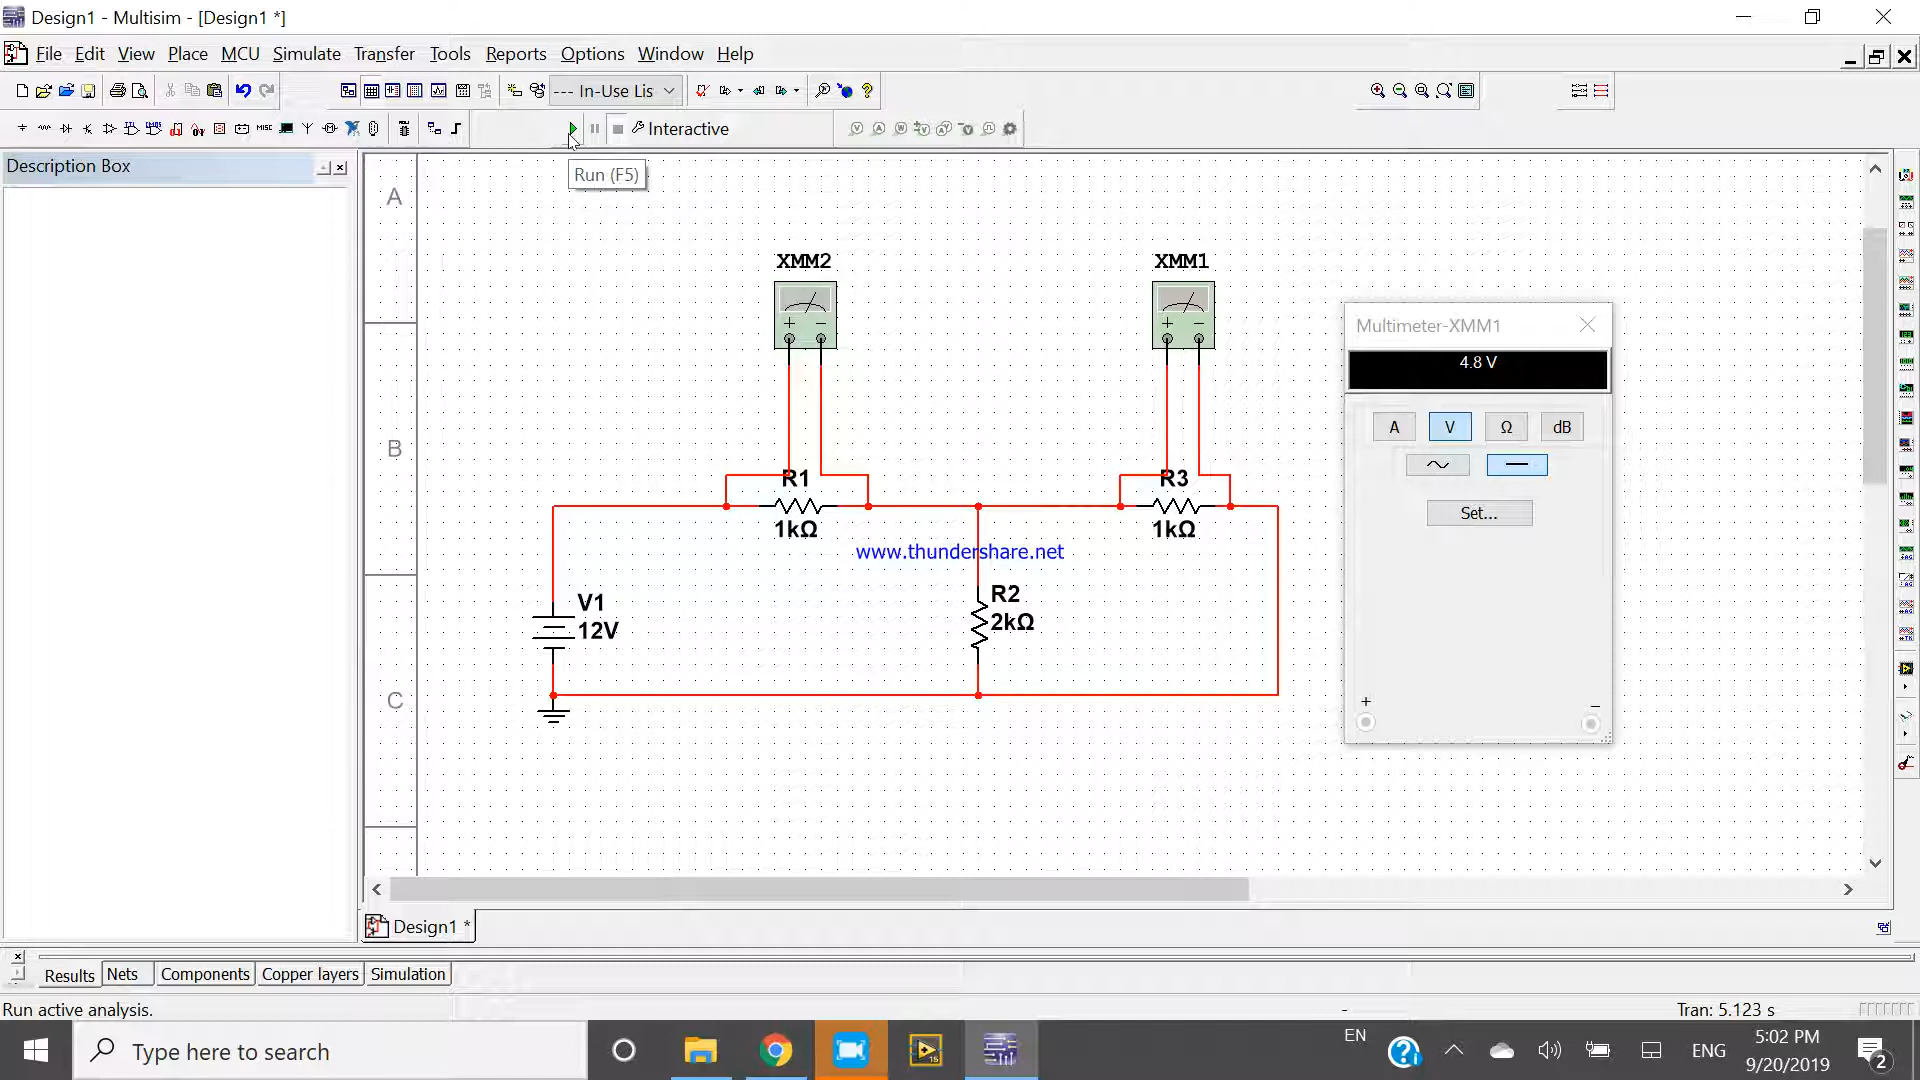 Design1 - Multisim - [Design1 *]
File Edit View Place MCU Simulate Transfer Tools Reports Options Window Help
--- In-Use Lis
Interactive
Description Box
Run (F5)
A
B
C
XMM2
XMM1
+ −
+ −
R1
1kΩ
R3
1kΩ
www.thundershare.net
V1
12V
R2
2kΩ
Multimeter-XMM1
4.8 V
A V Ω dB
Set...
+ −
Design1 *
Results Nets Components Copper layers Simulation
Run active analysis.
-
Tran: 5.123 s
Type here to search
EN
ENG
5:02 PM
9/20/2019
2